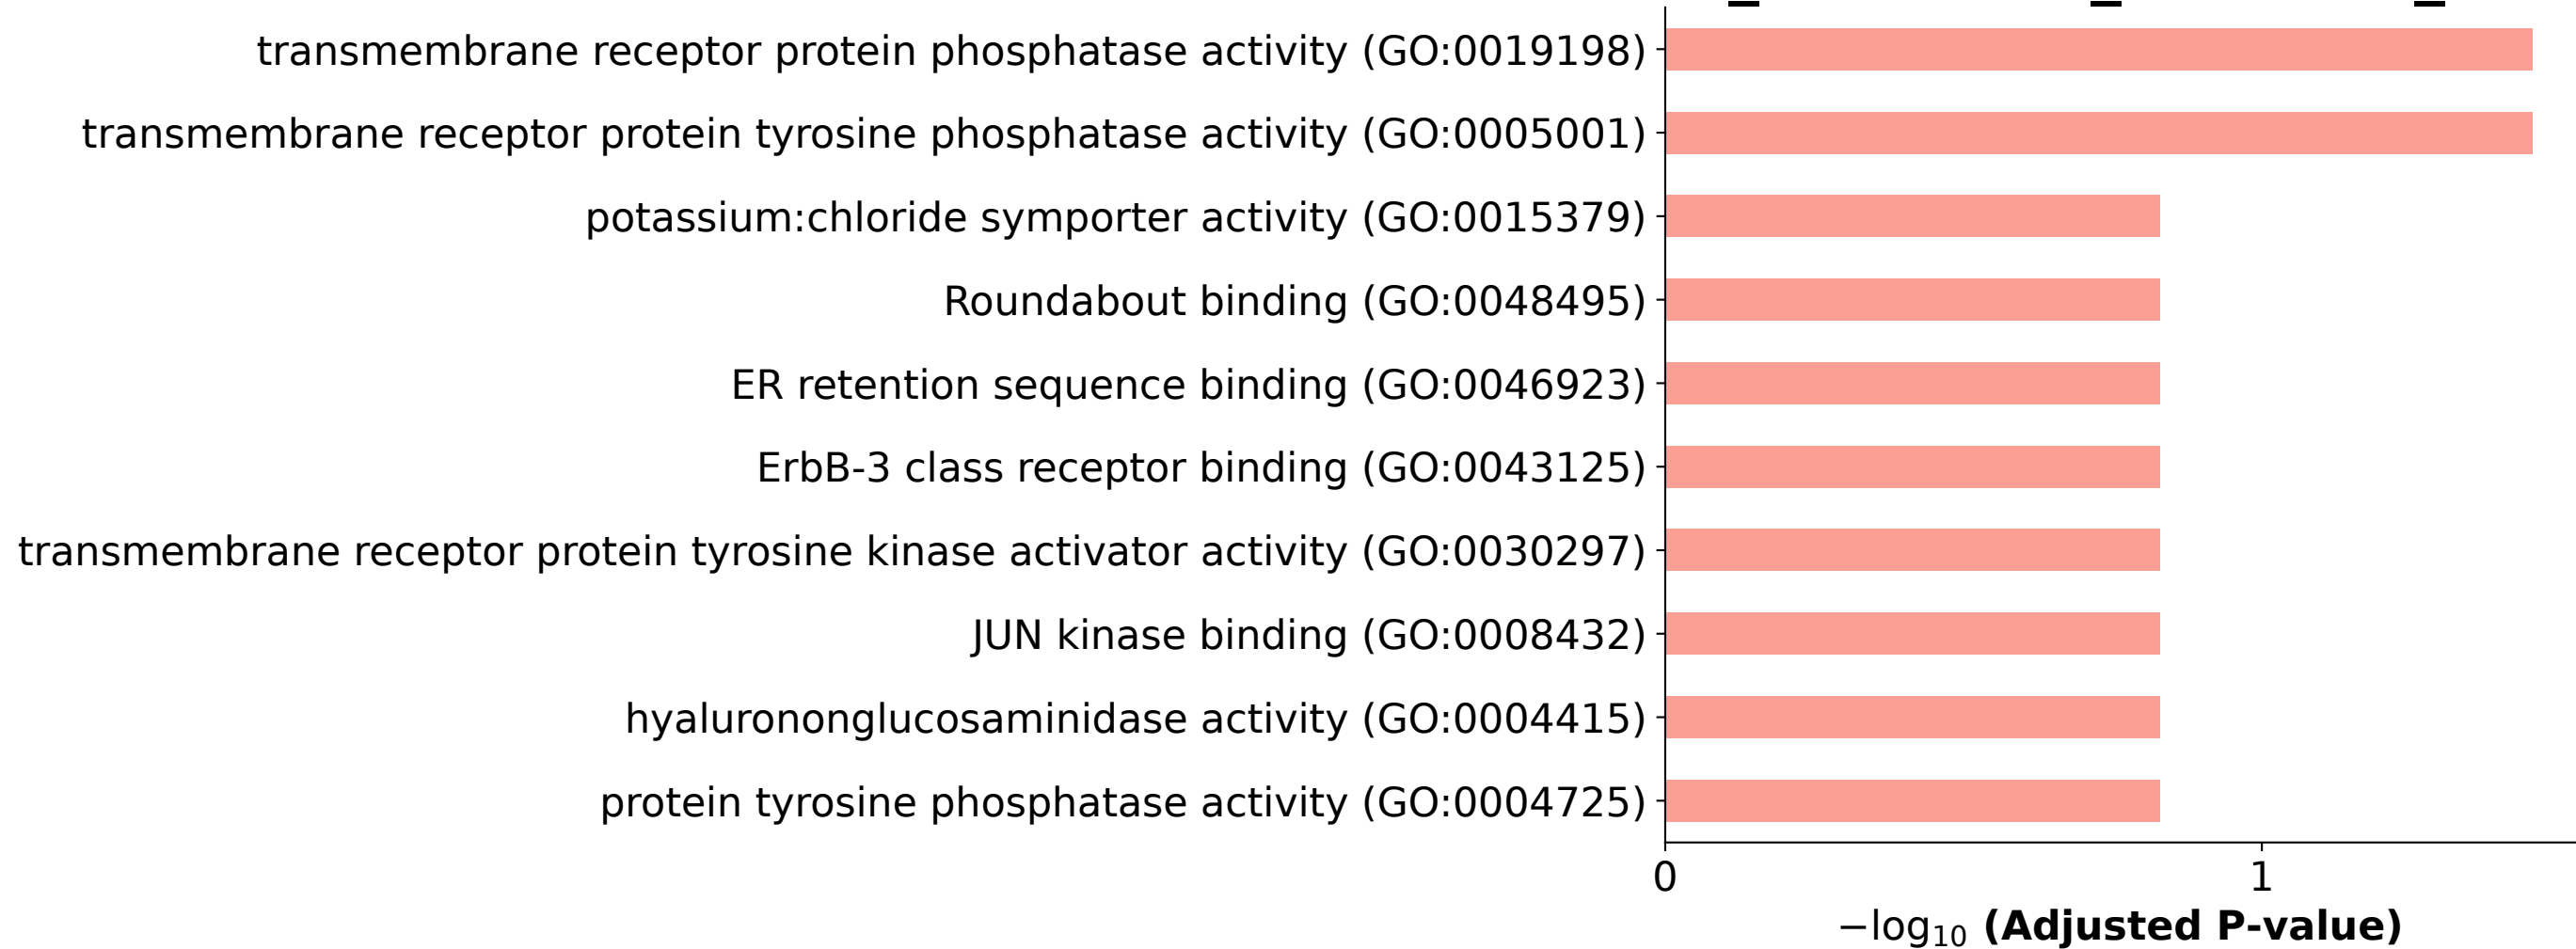 transmembrane receptor protein phosphatase activity (GO:0019198)
transmembrane receptor protein tyrosine phosphatase activity (GO:0005001)
potassium:chloride symporter activity (GO:0015379)
Roundabout binding (GO:0048495)
ER retention sequence binding (GO:0046923)
ErbB-3 class receptor binding (GO:0043125)
transmembrane receptor protein tyrosine kinase activator activity (GO:0030297)
JUN kinase binding (GO:0008432)
hyalurononglucosaminidase activity (GO:0004415)
protein tyrosine phosphatase activity (GO:0004725)
0 1
−log₁₀ (Adjusted P-value)